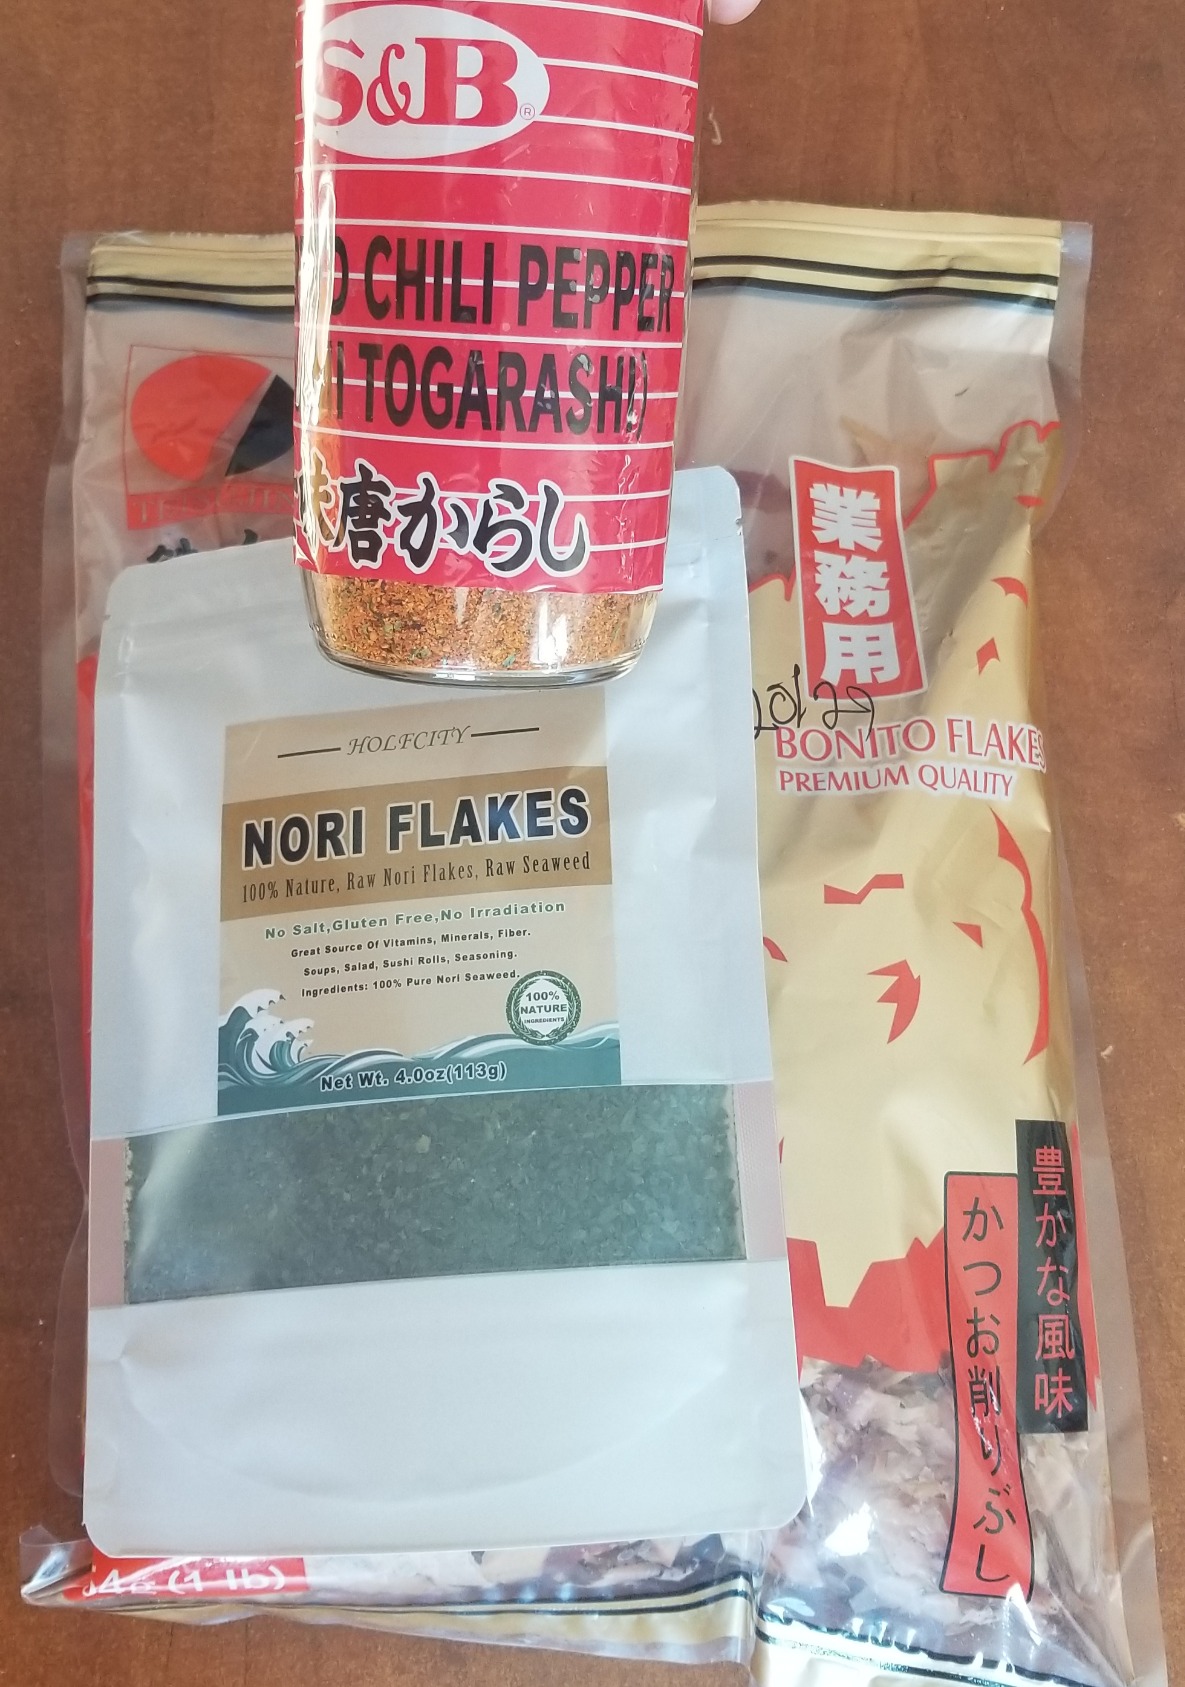 S&B®
CHILI PEPPER
TOGARASHI)
味唐からし
業務用
BONITO FLAKES
PREMIUM QUALITY
HOLFCITY
NORI FLAKES
100% Nature, Raw Nori Flakes, Raw Seaweed
No Salt,Gluten Free,No Irradiation
Great Source Of Vitamins, Minerals, Fiber.
Soups, Salad, Sushi Rolls, Seasoning.
Ingredients: 100% Pure Nori Seaweed.
100%
NATURE
INGREDIENTS
Net Wt. 4.0oz(113g)
豊かな風味
かつお削りぶし
(1 lb)